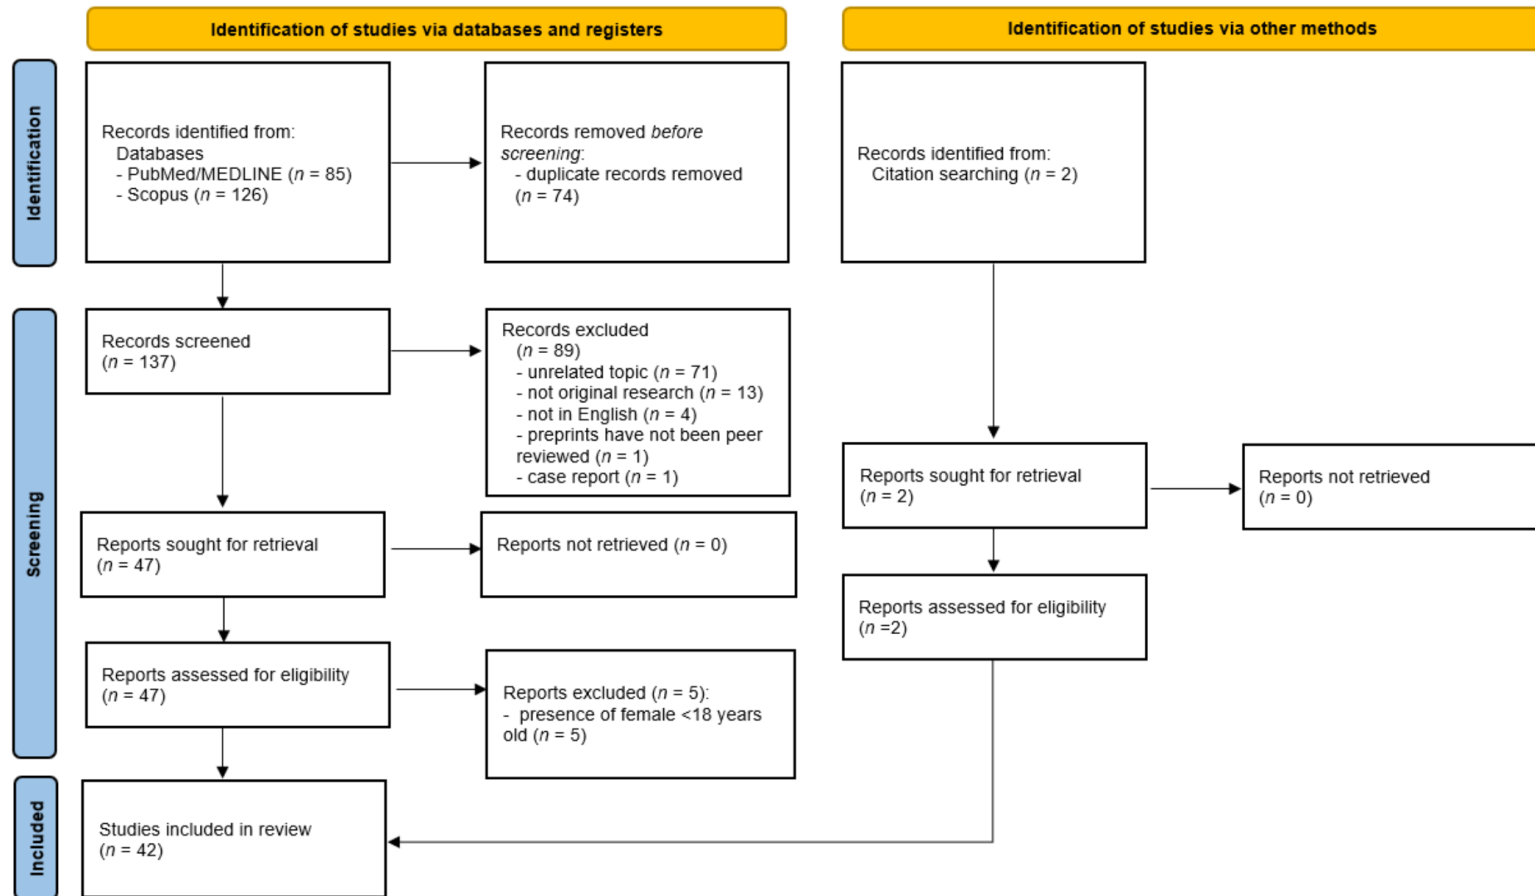 Identification of studies via databases and registers
Identification of studies via other methods
Identification
Records identified from:
Databases
- PubMed/MEDLINE (n = 85)
- Scopus (n = 126)
Records removed before
screening:
- duplicate records removed
(n = 74)
Records identified from:
Citation searching (n = 2)
Screening
Records screened
(n = 137)
Records excluded
(n = 89)
- unrelated topic (n = 71)
- not original research (n = 13)
- not in English (n = 4)
- preprints have not been peer
reviewed (n = 1)
- case report (n = 1)
Reports sought for retrieval
(n = 2)
Reports not retrieved
(n = 0)
Reports sought for retrieval
(n = 47)
Reports not retrieved (n = 0)
Reports assessed for eligibility
(n =2)
Reports assessed for eligibility
(n = 47)
Reports excluded (n = 5):
- presence of female <18 years
old (n = 5)
Included
Studies included in review
(n = 42)